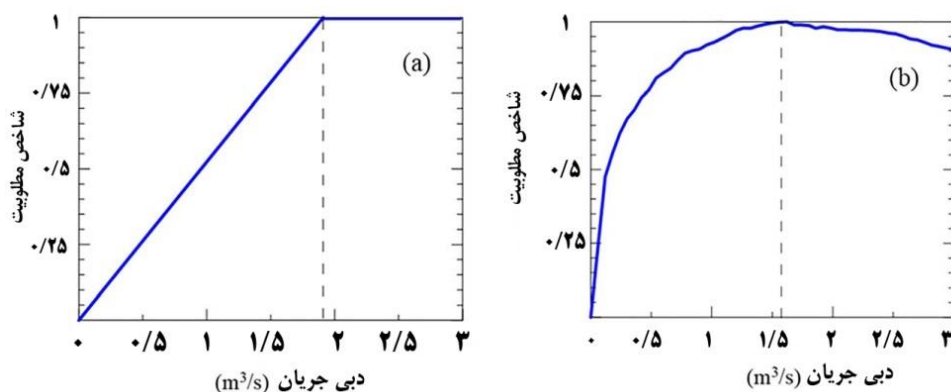 ۱
۰/۷۵
۰/۵
۰/۲۵
شاخص مطلوبیت
(a)
۰ ۰/۵ ۱ ۱/۵ ۲ ۲/۵ ۳
دبی جریان (m³/s)
۱
۰/۷۵
۰/۵
۰/۲۵
شاخص مطلوبیت
(b)
۰ ۰/۵ ۱ ۱/۵ ۲ ۲/۵ ۳
دبی جریان (m³/s)